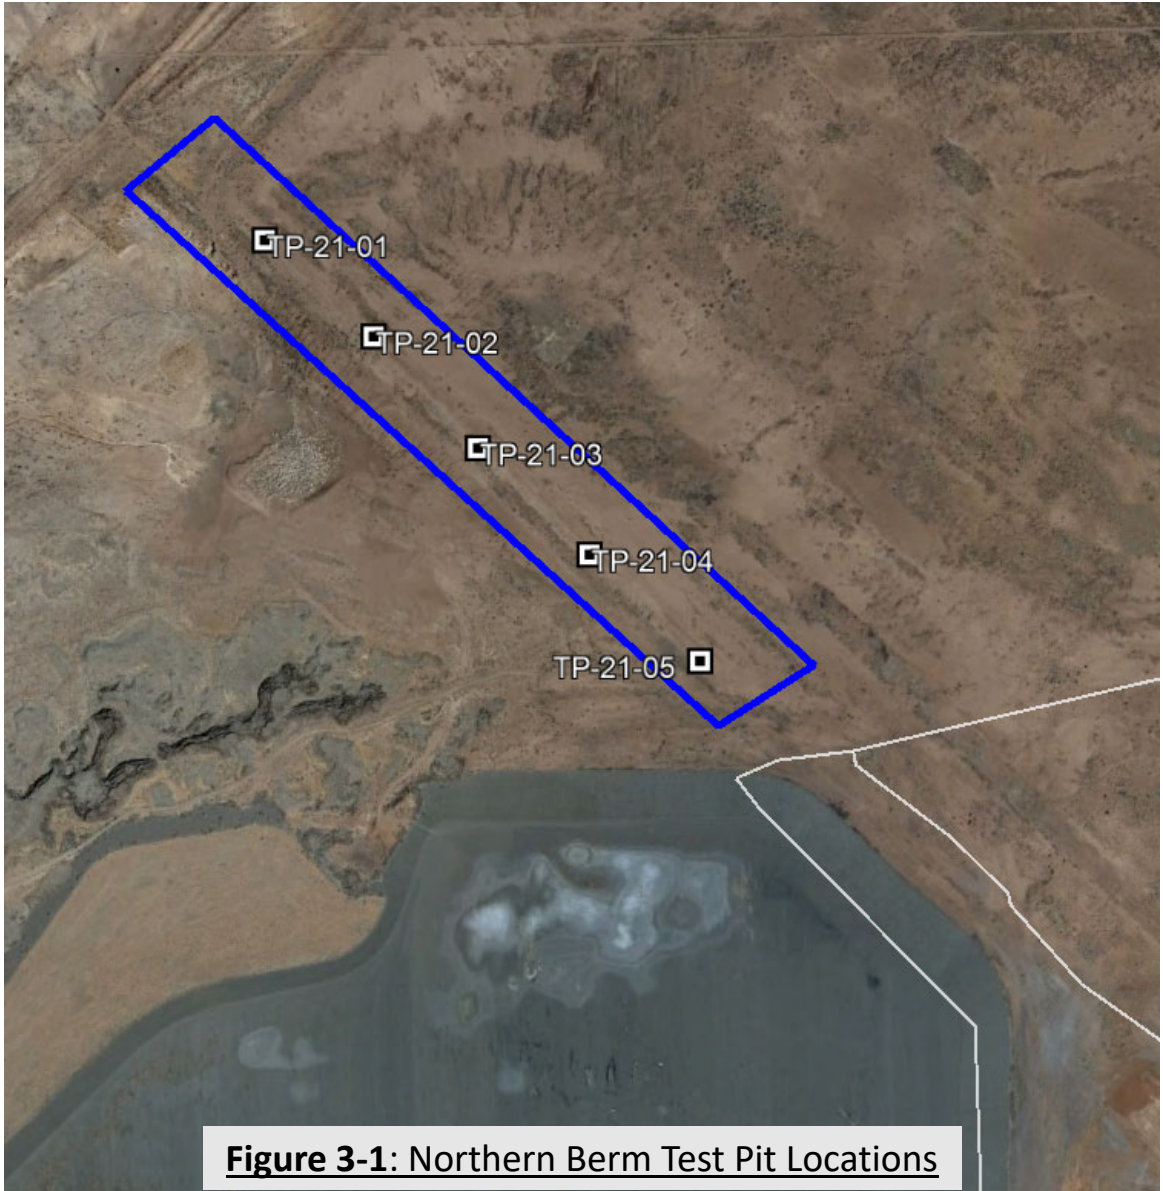 TP-21-01
TP-21-02
TP-21-03
TP-21-04
TP-21-05
Figure 3-1: Northern Berm Test Pit Locations